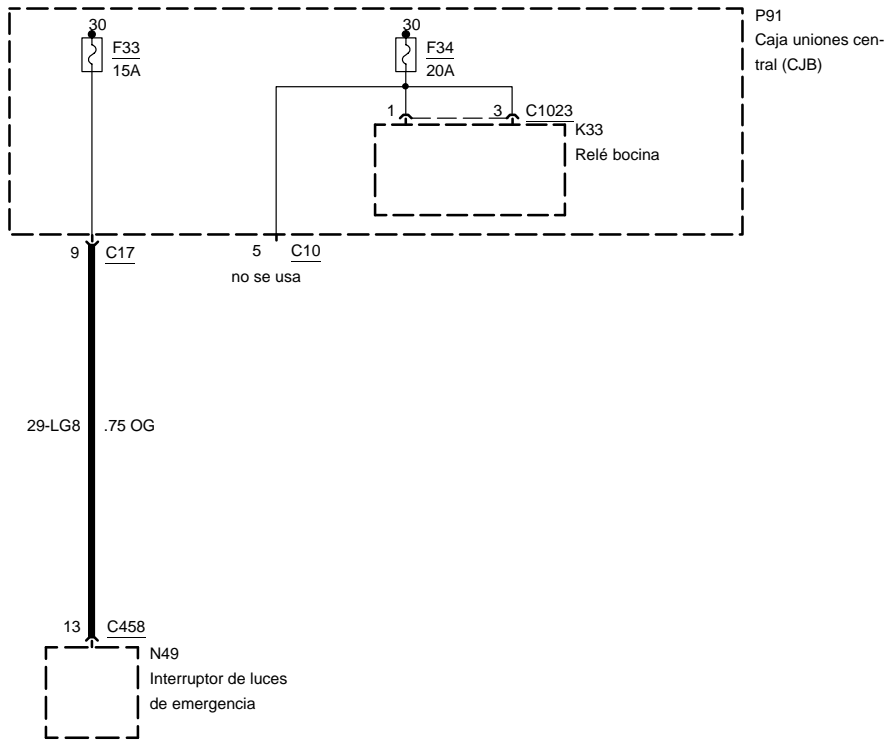 P91
Caja uniones cen-
tral (CJB)
30
F33
15A
30
F34
20A
1
3
C1023
K33
Relé bocina
9
C17
5
C10
no se usa
29-LG8
.75 OG
13
C458
N49
Interruptor de luces
de emergencia